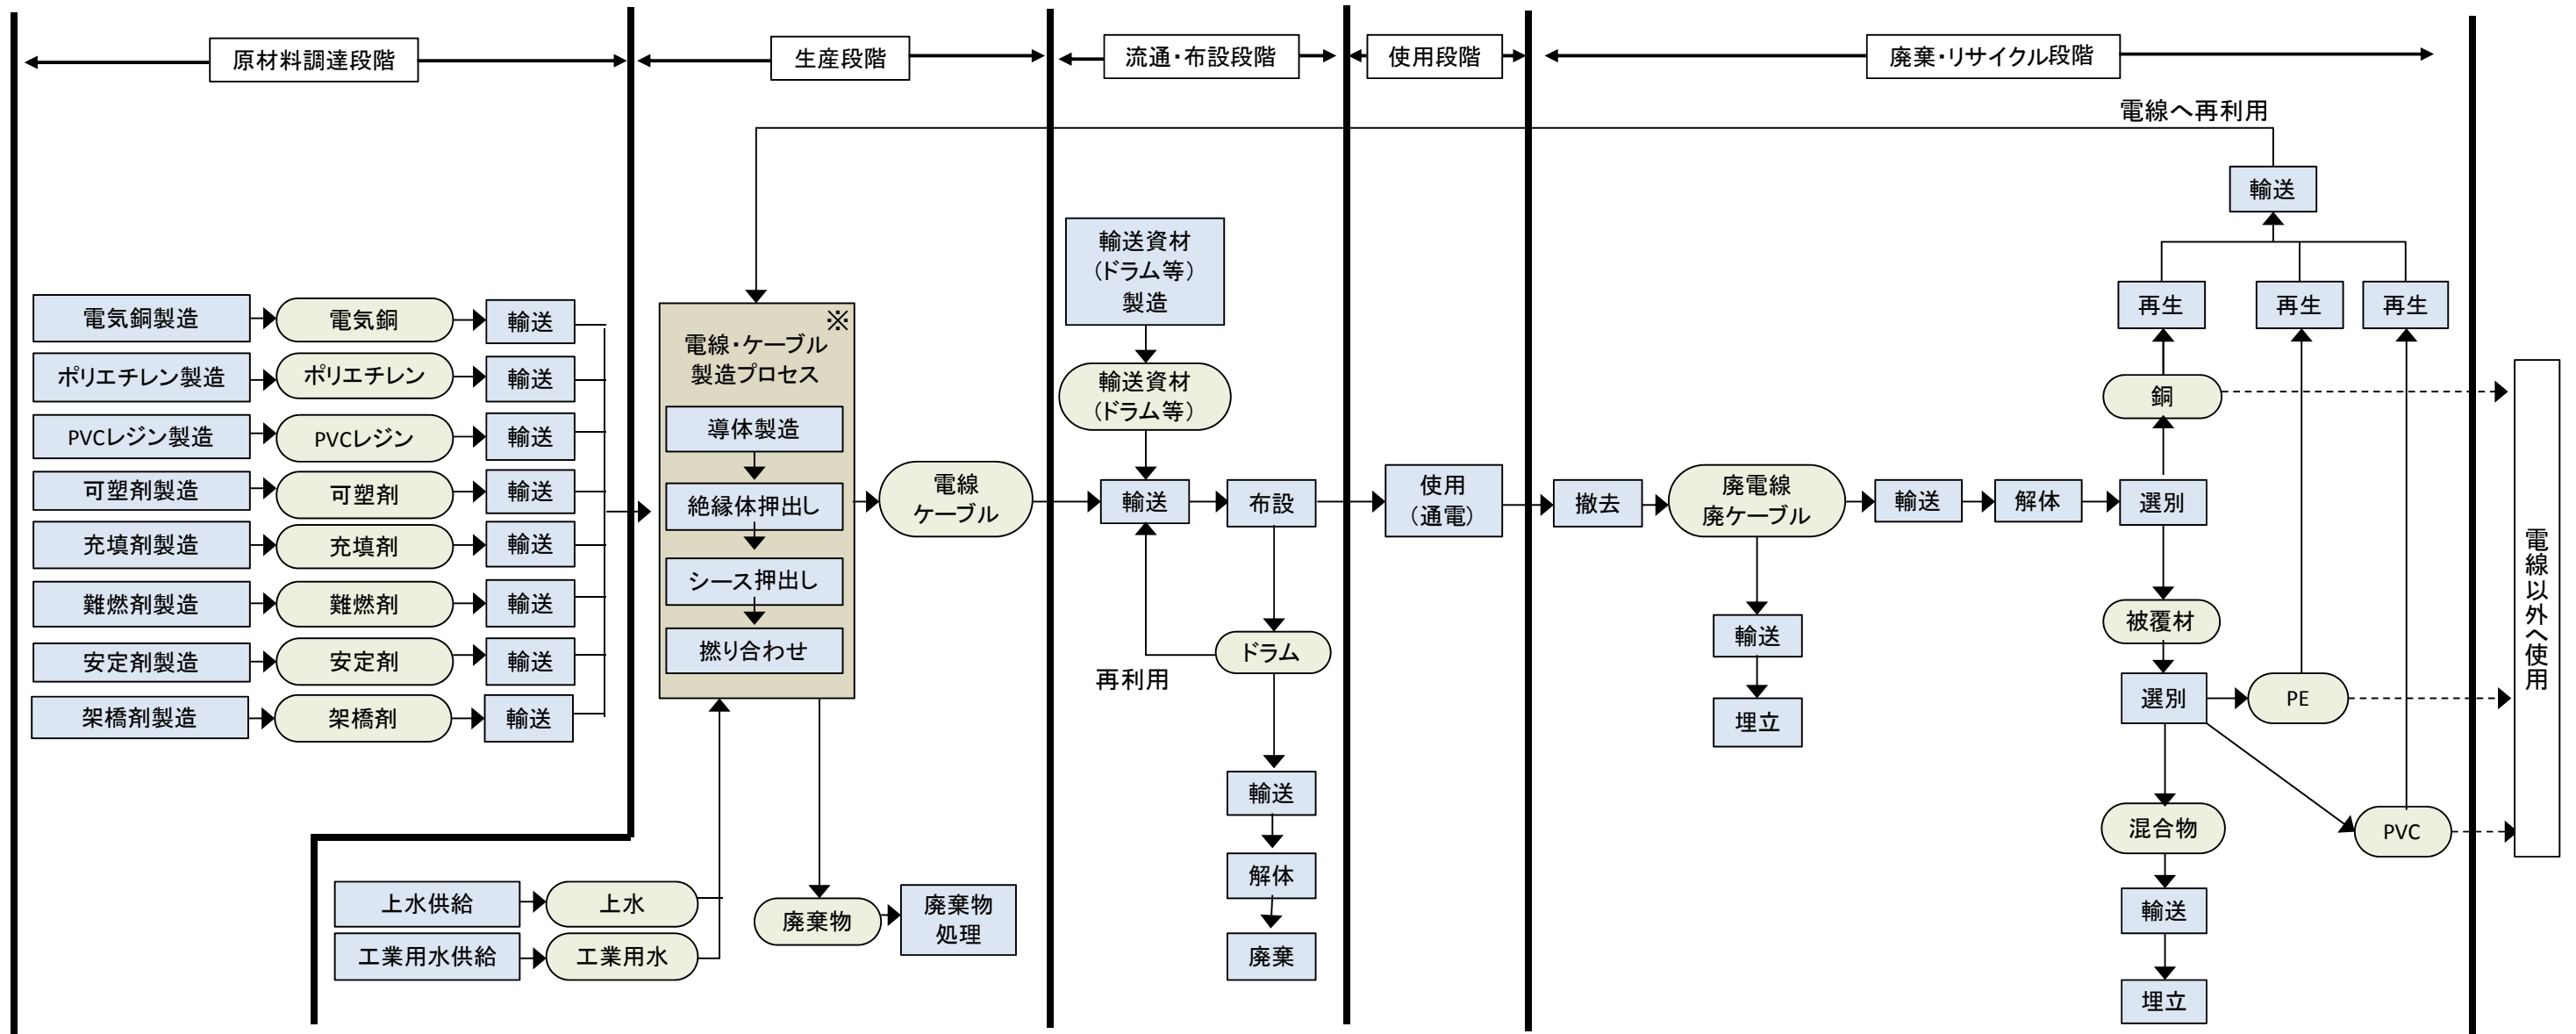 原材料調達段階
生産段階
流通・布設段階
使用段階
廃棄・リサイクル段階
電線へ再利用
電気銅製造
電気銅
輸送
ポリエチレン製造
ポリエチレン
輸送
PVCレジン製造
PVCレジン
輸送
可塑剤製造
可塑剤
輸送
充填剤製造
充填剤
輸送
難燃剤製造
難燃剤
輸送
安定剤製造
安定剤
輸送
架橋剤製造
架橋剤
輸送
上水供給
上水
工業用水供給
工業用水
※
電線・ケーブル
製造プロセス
導体製造
絶縁体押出し
シース押出し
撚り合わせ
電線
ケーブル
廃棄物
廃棄物
処理
輸送資材
（ドラム等）
製造
輸送資材
（ドラム等）
輸送
布設
ドラム
再利用
輸送
解体
廃棄
使用
（通電）
撤去
廃電線
廃ケーブル
輸送
埋立
輸送
解体
選別
銅
再生
再生
再生
輸送
被覆材
選別
PE
PVC
混合物
輸送
埋立
電線以外へ使用